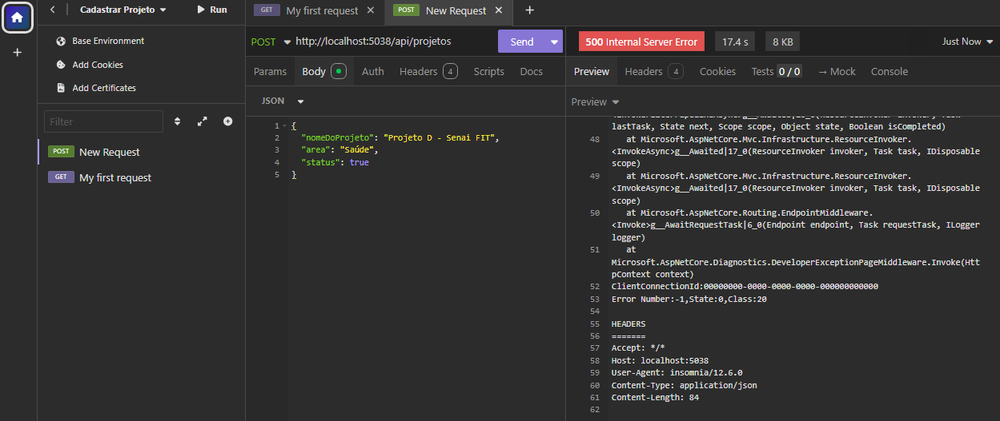 Cadastrar Projeto
Run
Base Environment
Add Cookies
Add Certificates
Filter
POST New Request
GET My first request
GET My first request
POST New Request
POST http://localhost:5038/api/projetos Send
Params Body Auth Headers 4 Scripts Docs
JSON
1 {
2 "nomeDoProjeto": "Projeto D - Senai FIT",
3 "area": "Saúde",
4 "status": true
5 }
500 Internal Server Error 17.4 s 8 KB Just Now
Preview Headers 4 Cookies Tests 0 / 0 → Mock Console
Preview
lastTask, State next, Scope scope, Object state, Boolean isCompleted)
48 at Microsoft.AspNetCore.Mvc.Infrastructure.ResourceInvoker.
<InvokeAsync>g__Awaited|17_0(ResourceInvoker invoker, Task task, IDisposable
scope)
49 at Microsoft.AspNetCore.Mvc.Infrastructure.ResourceInvoker.
<InvokeAsync>g__Awaited|17_0(ResourceInvoker invoker, Task task, IDisposable
scope)
50 at Microsoft.AspNetCore.Routing.EndpointMiddleware.
<Invoke>g__AwaitRequestTask|6_0(Endpoint endpoint, Task requestTask, ILogger
logger)
51 at
Microsoft.AspNetCore.Diagnostics.DeveloperExceptionPageMiddleware.Invoke(Htt
pContext context)
52 ClientConnectionId:00000000-0000-0000-0000-000000000000
53 Error Number:-1,State:0,Class:20
54
55 HEADERS
56 =======
57 Accept: */*
58 Host: localhost:5038
59 User-Agent: insomnia/12.6.0
60 Content-Type: application/json
61 Content-Length: 84
62